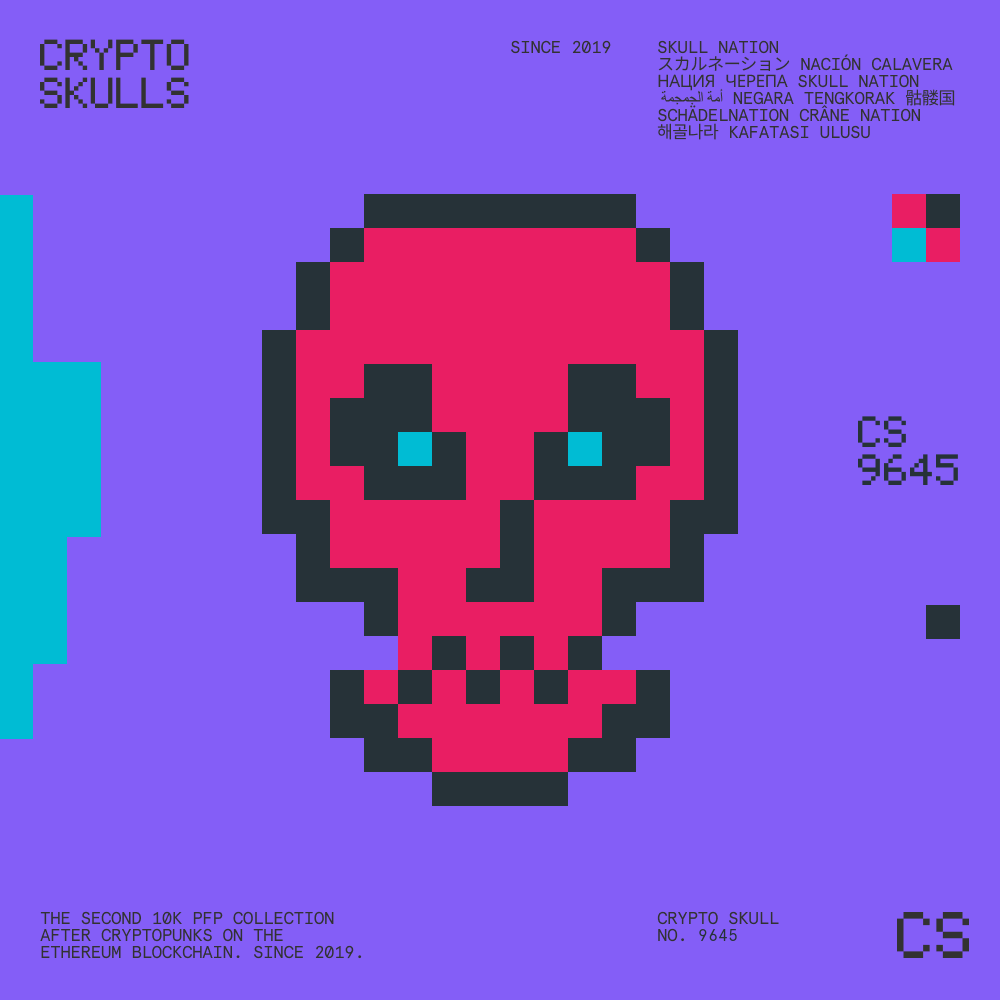 CRYPTO
SKULLS
SINCE 2019
SKULL NATION
スカルネーション NACIÓN CALAVERA
НАЦИЯ ЧЕРЕПА SKULL NATION
أمة الجمجمة NEGARA TENGKORAK 骷髅国
SCHÄDELNATION CRÂNE NATION
해골나라 KAFATASI ULUSU
CS
9645
THE SECOND 10K PFP COLLECTION
AFTER CRYPTOPUNKS ON THE
ETHEREUM BLOCKCHAIN. SINCE 2019.
CRYPTO SKULL
NO. 9645
CS